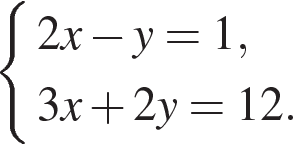 2x − y = 1,
3x + 2y = 12.